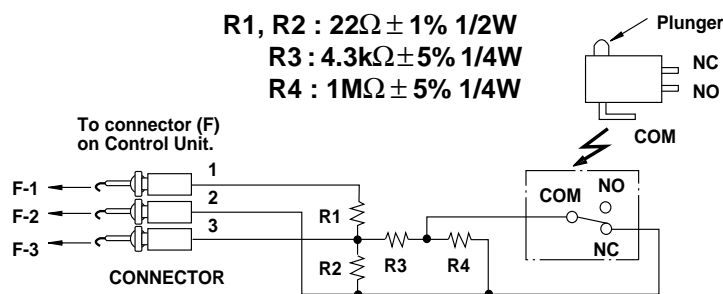 R1, R2 : 22Ω±1% 1/2W
R3 : 4.3kΩ±5% 1/4W
R4 : 1MΩ±5% 1/4W
Plunger
NC
NO
COM
To connector (F)
on Control Unit.
1
F-1
2
F-2
3
F-3
CONNECTOR
R1
R2
R3
R4
COM
NO
NC